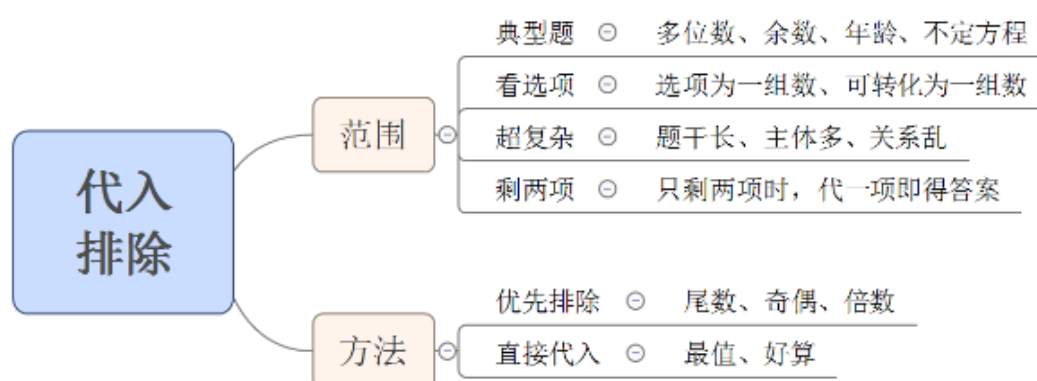 代入
排除
范围
典型题 多位数、余数、年龄、不定方程
看选项 选项为一组数、可转化为一组数
超复杂 题干长、主体多、关系乱
剩两项 只剩两项时，代一项即得答案
方法
优先排除 尾数、奇偶、倍数
直接代入 最值、好算